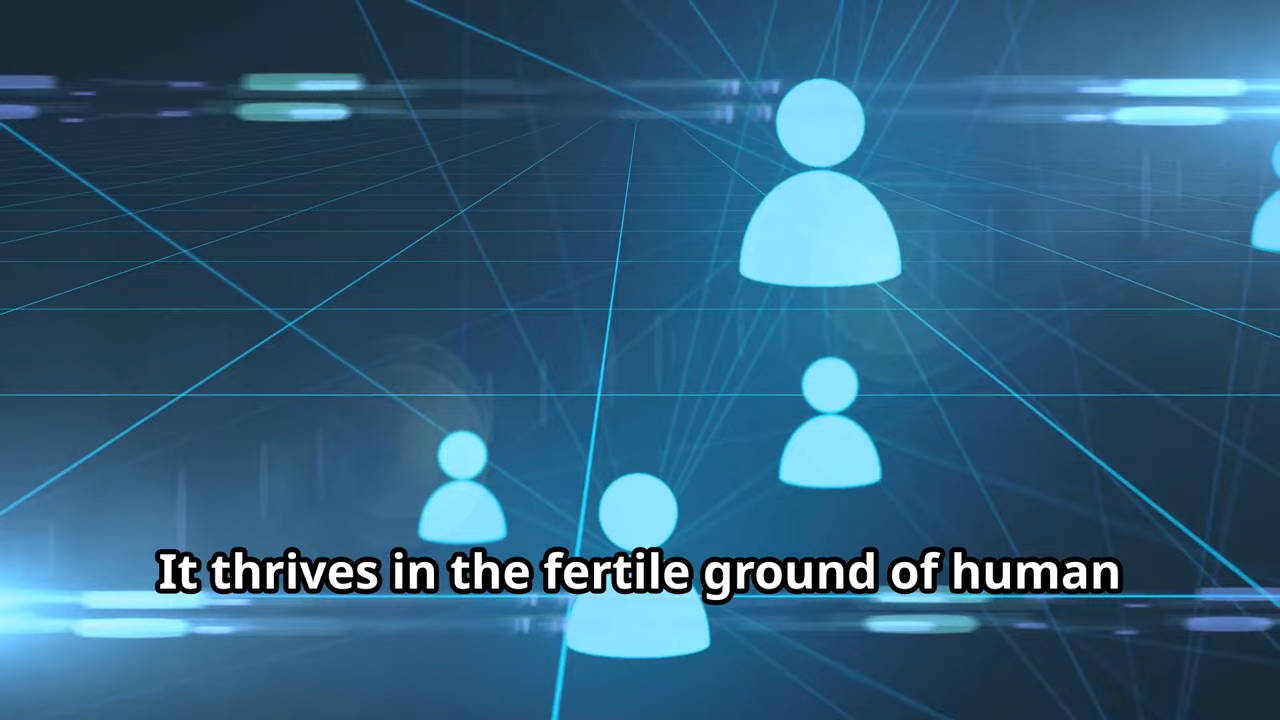 It thrives in the fertile ground of human